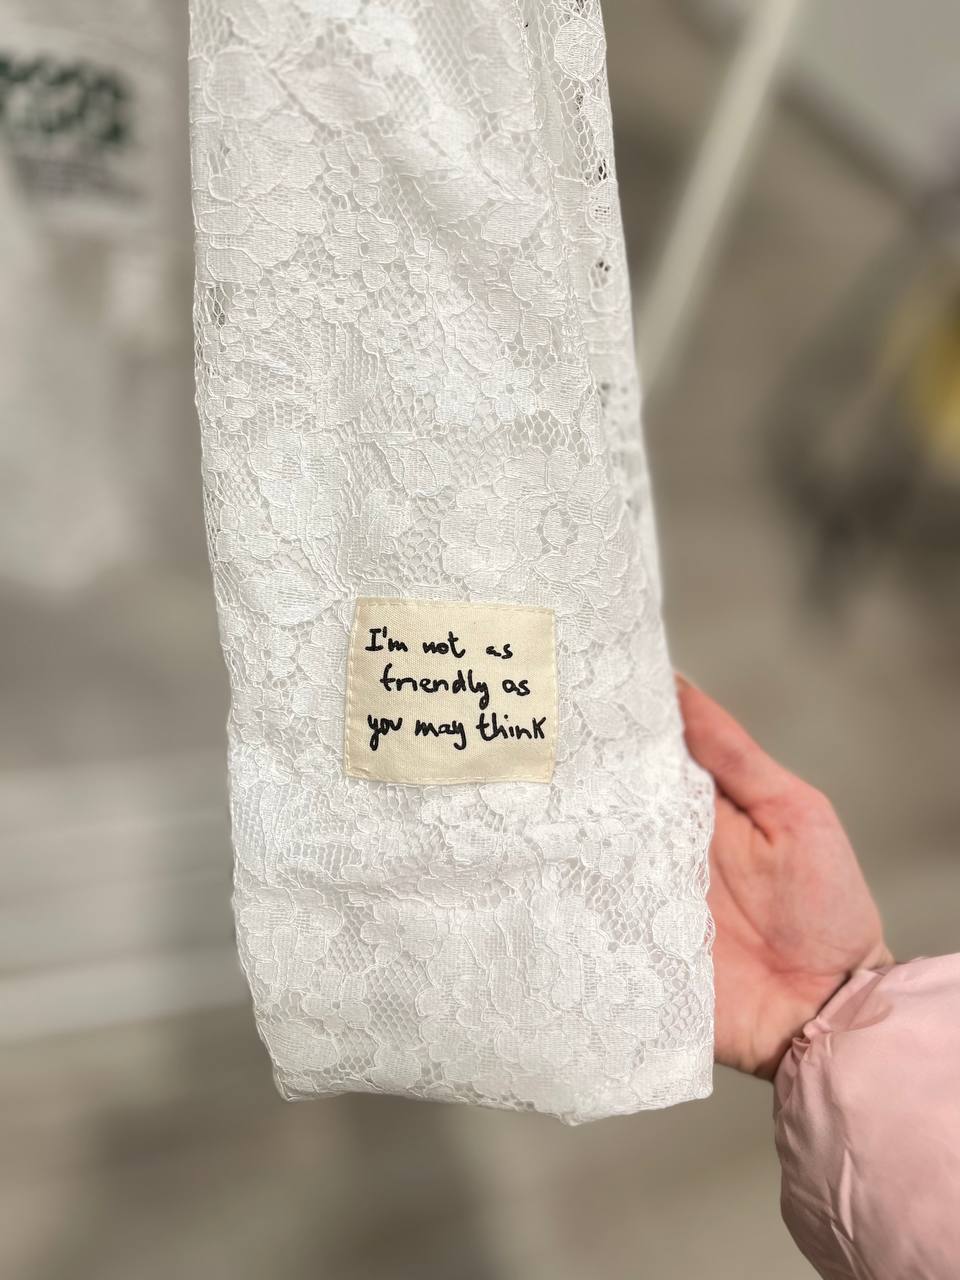 I'm not as
friendly as
you may think